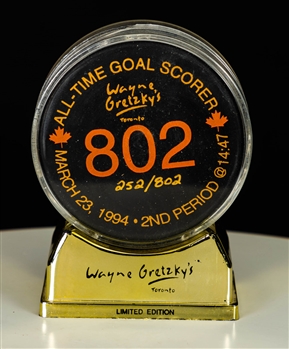 ALL-TIME GOAL SCORER
Wayne
Gretzky's
Toronto
802
252/802
MARCH 23, 1994 • 2ND PERIOD @14:47
Wayne Gretzky's
Toronto
LIMITED EDITION